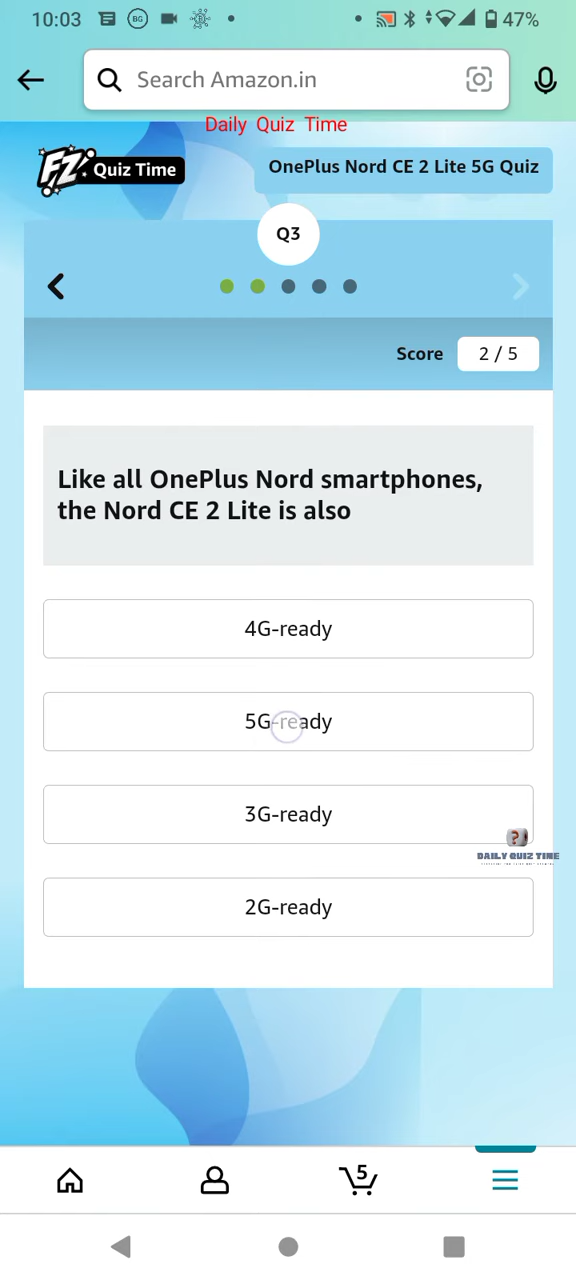 10:03
BG
47%
Search Amazon.in
Daily Quiz Time
FZ Quiz Time
OnePlus Nord CE 2 Lite 5G Quiz
Q3
Score 2 / 5
Like all OnePlus Nord smartphones,
the Nord CE 2 Lite is also
4G-ready
5G-ready
3G-ready
?
DAILY QUIZ TIME
2G-ready
5